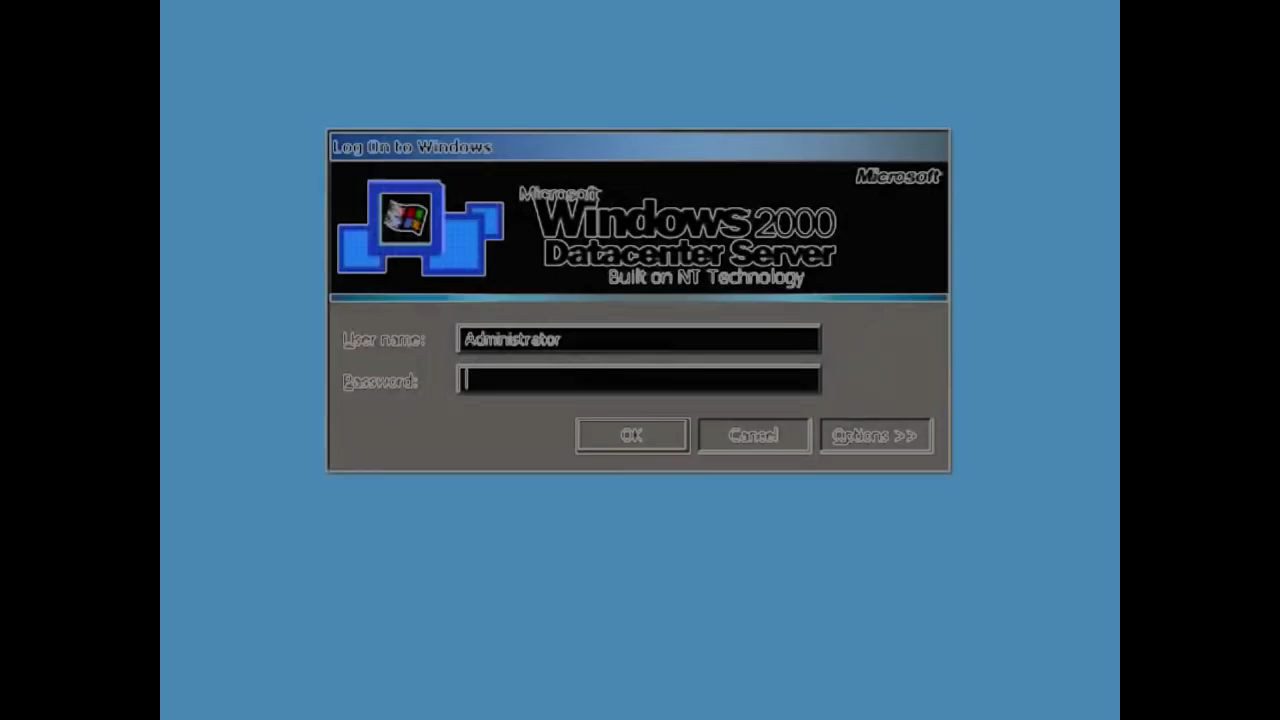 Log On to Windows
Microsoft
Microsoft
Windows 2000
Datacenter Server
Built on NT Technology
User name: Administrator
Password:
OK Cancel Options >>